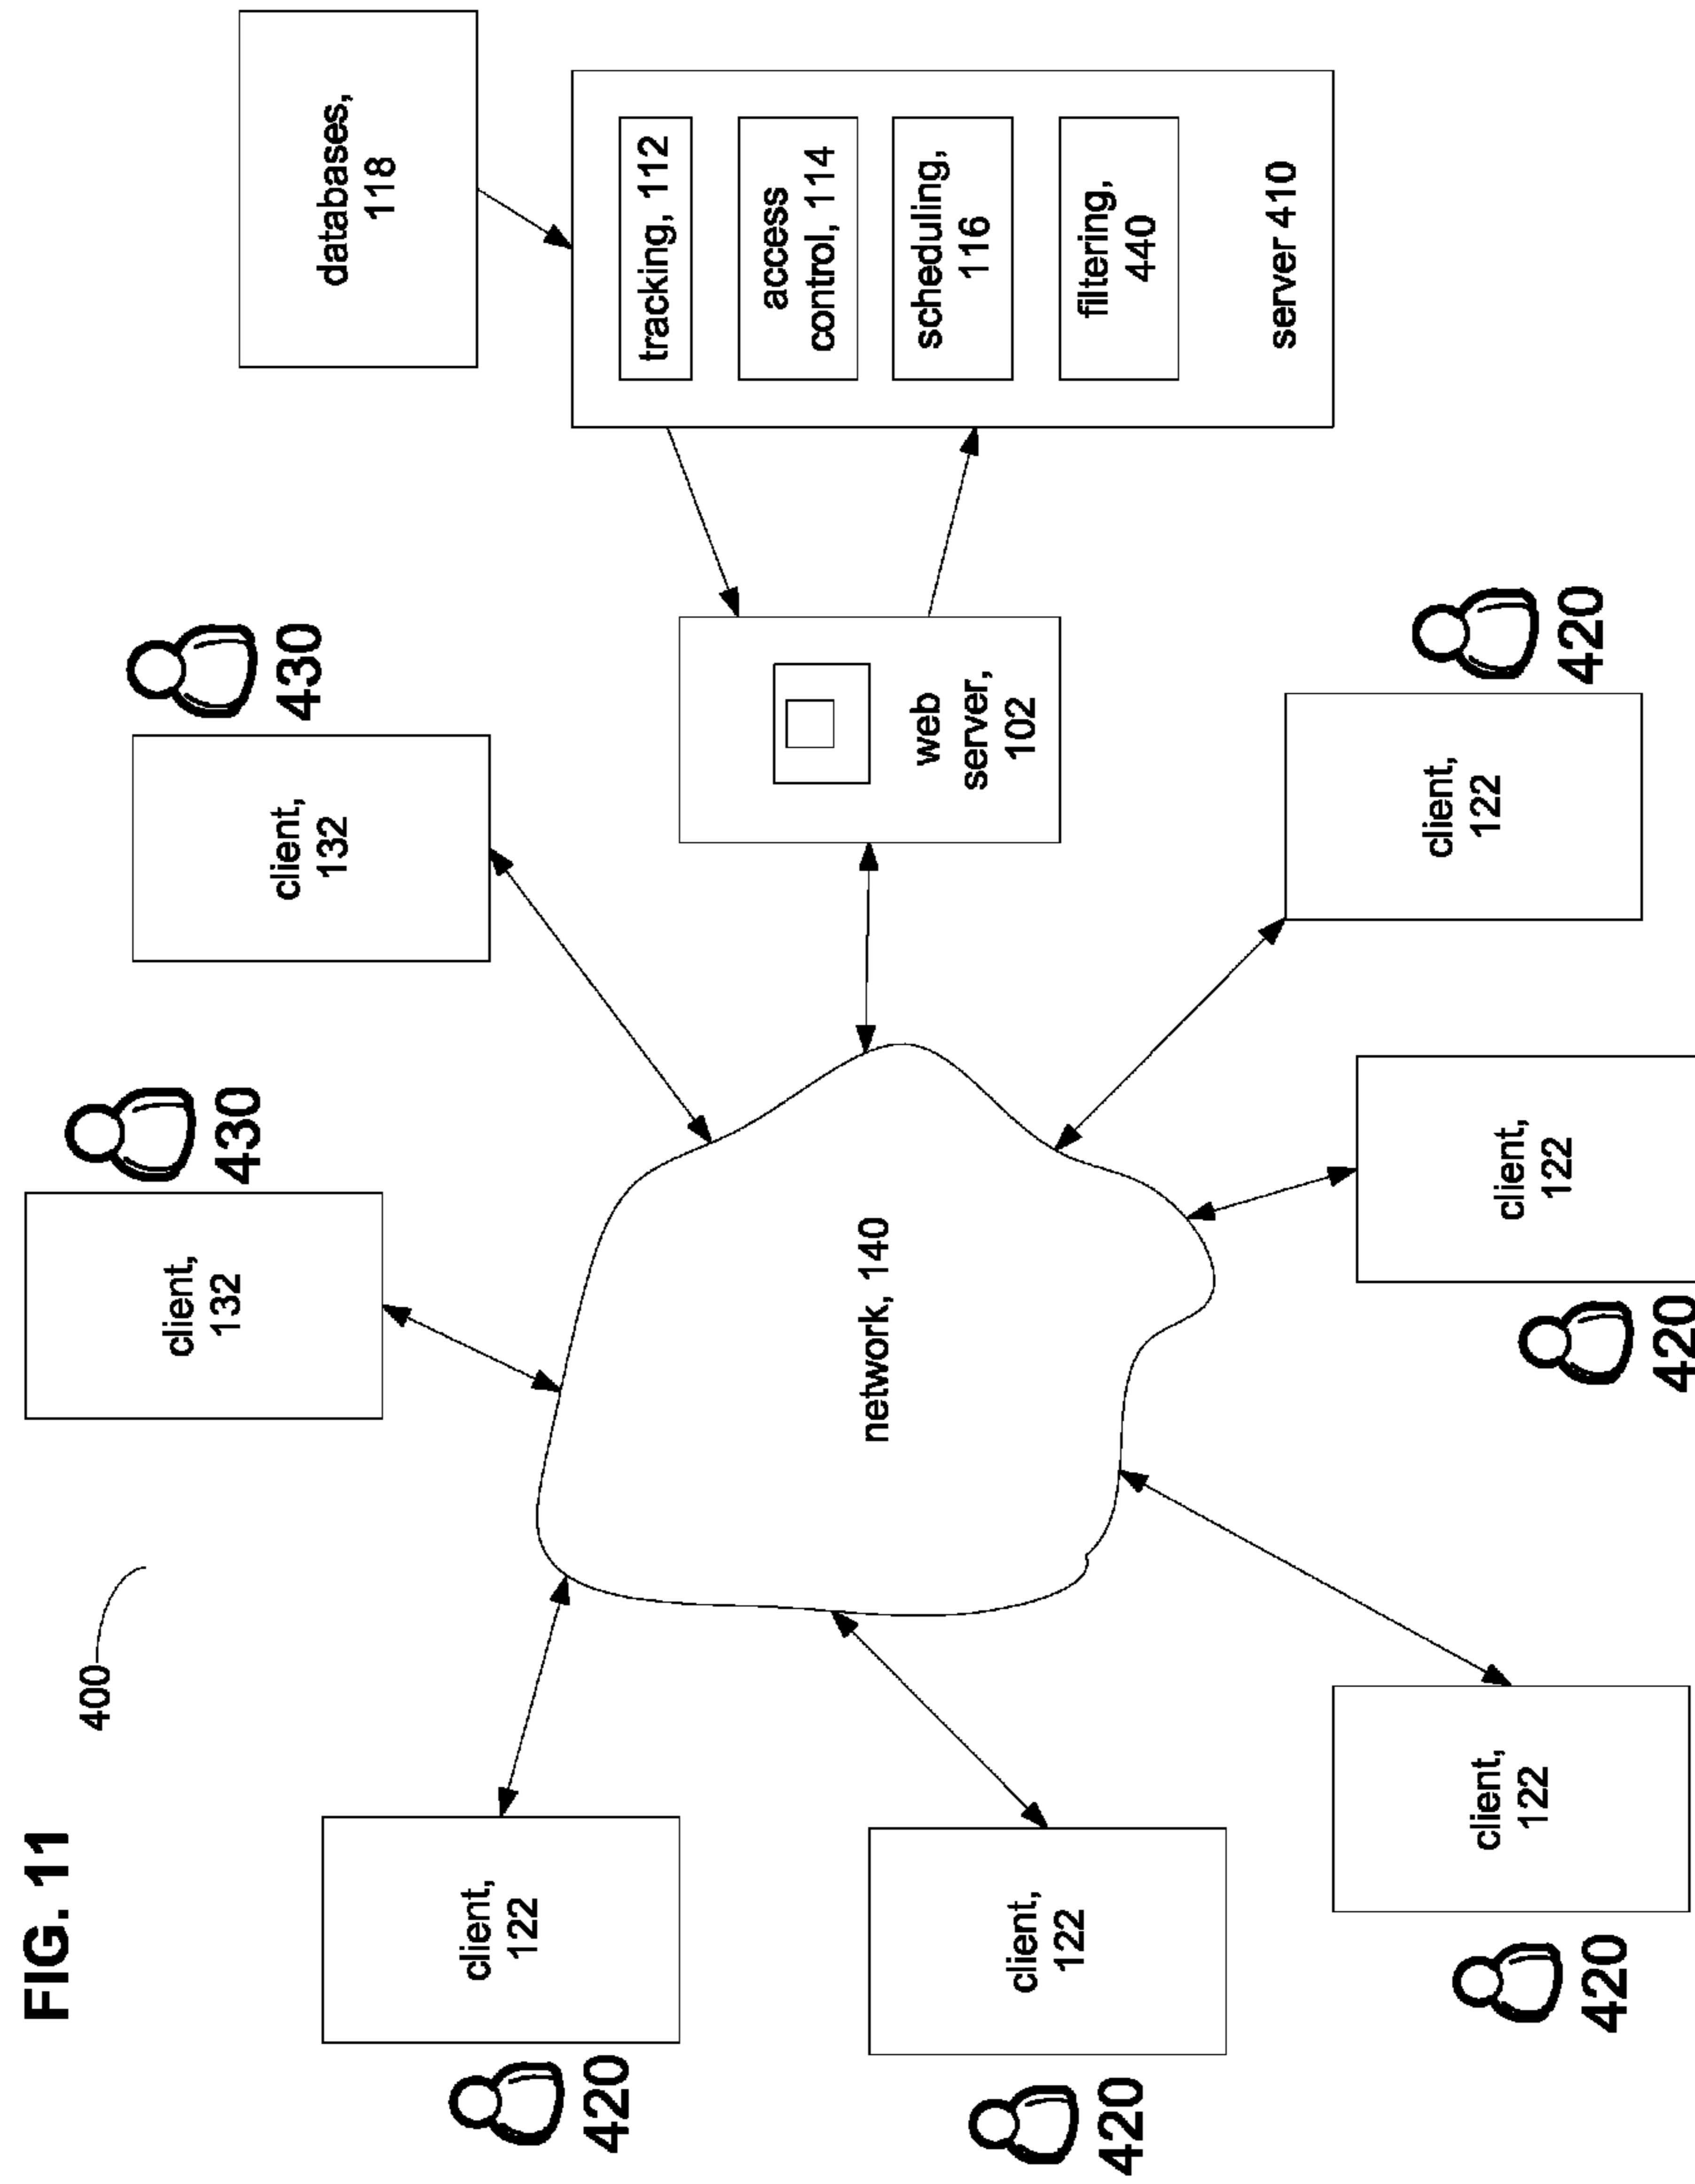 FIG. 11
400
client,
132
430
client,
132
430
databases,
118
client,
122
420
network, 140
web
server,
102
tracking, 112
access
control, 114
scheduling,
116
filtering,
440
server 410
client,
122
420
client,
122
420
client,
122
420
client,
122
420